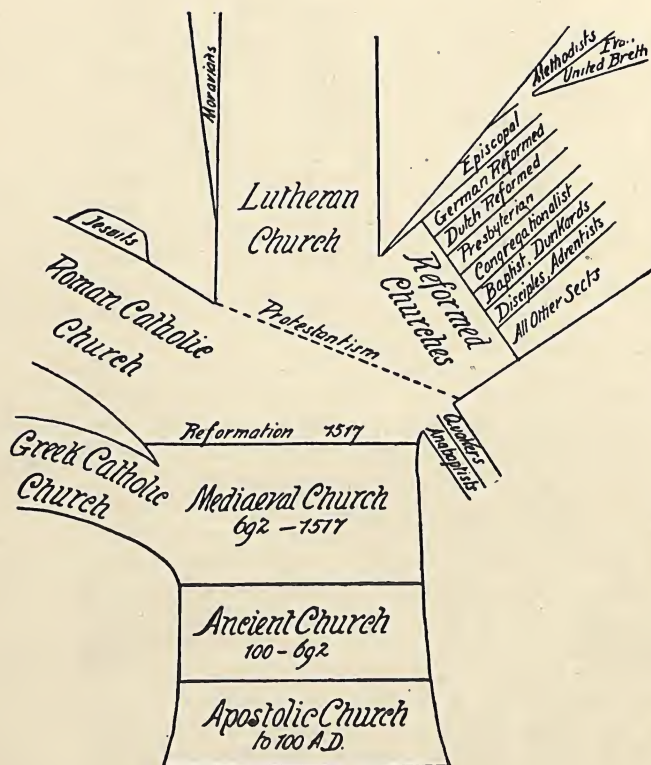 Moravians
Methodists
Eva.,
United Breth
Episcopal
German Reformed
Dutch Reformed
Presbyterian
Congregationalist
Baptist, Dunkards
Disciples, Adventists
All Other Sects
Lutheran
Church
Jesuits
Roman Catholic
Church
Protestantism
Reformed
Churches
Reformation 1517
Quakers
Anabaptists
Greek Catholic
Church
Mediaeval Church
692 – 1517
Ancient Church
100 – 692
Apostolic Church
to 100 A.D.